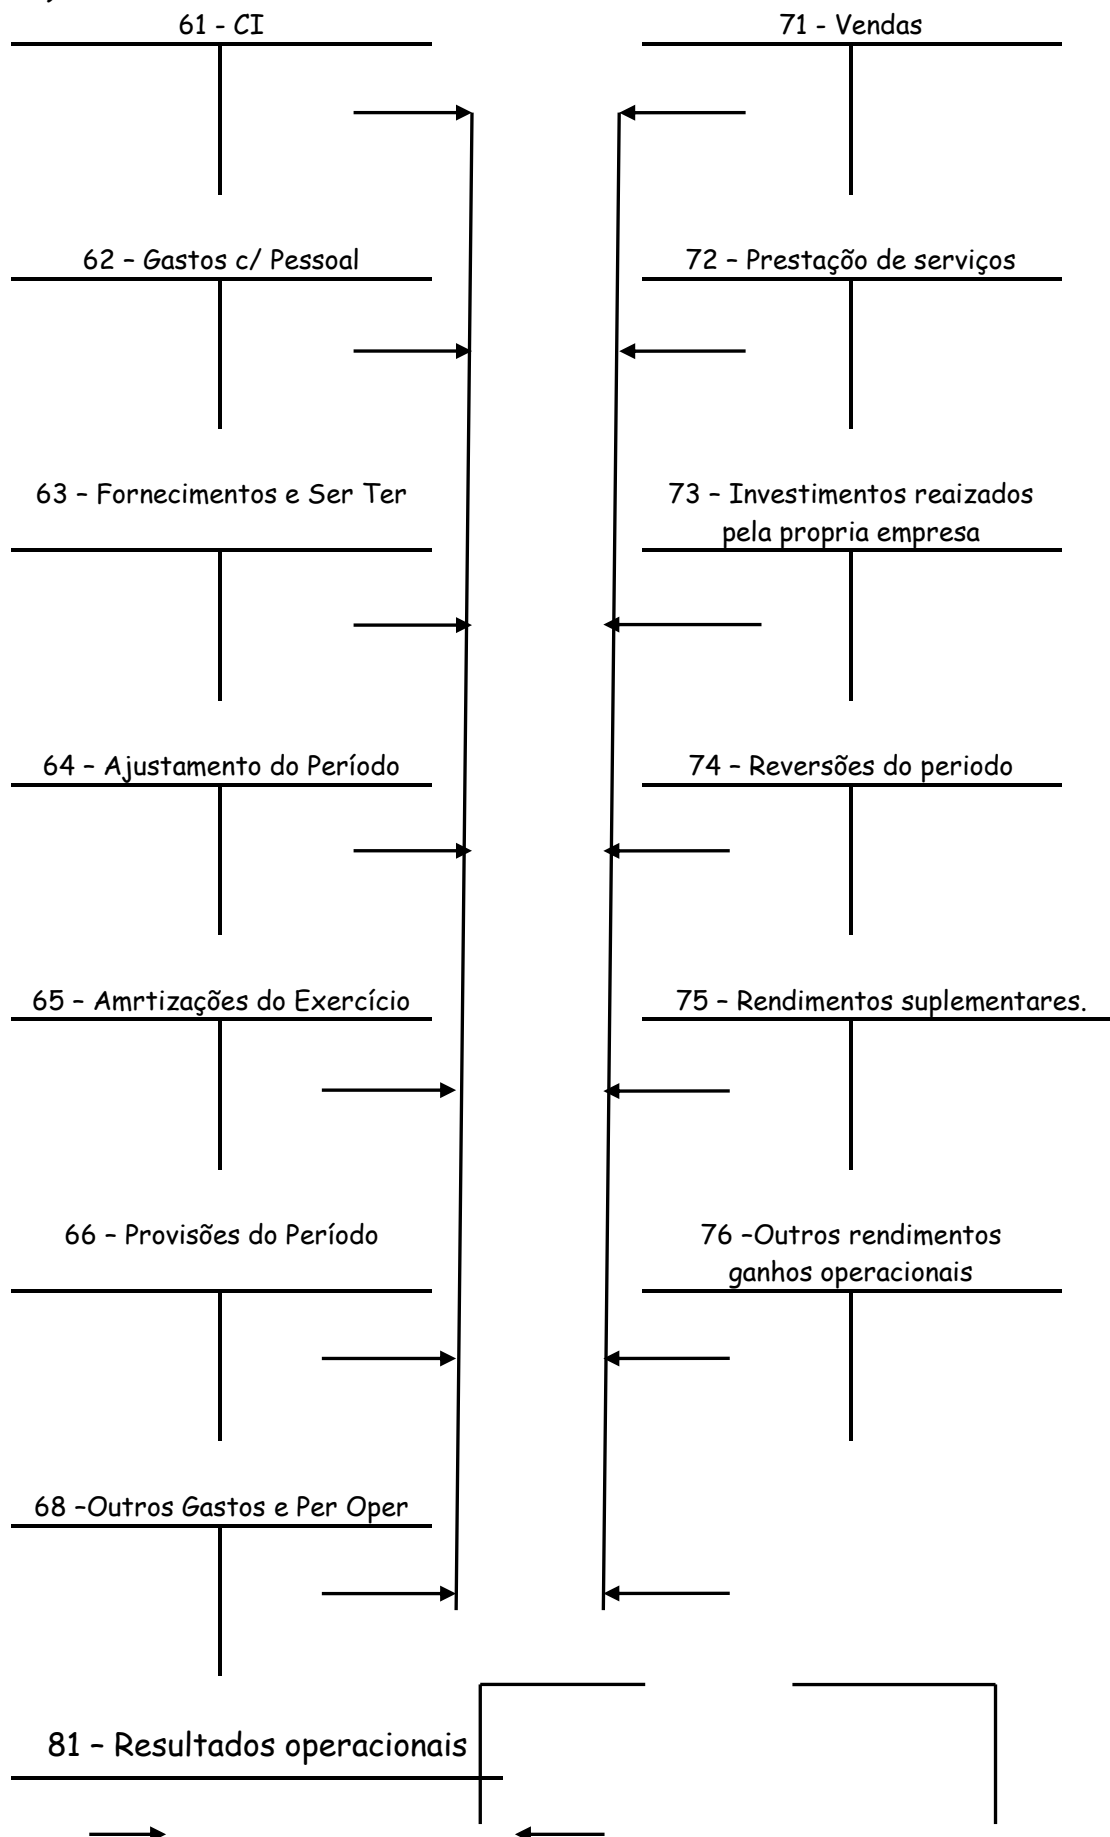 61 - CI
71 - Vendas
62 – Gastos c/ Pessoal
72 – Prestação de serviços
63 – Fornecimentos e Ser Ter
73 – Investimentos reaizados
pela propria empresa
64 – Ajustamento do Período
74 – Reversões do periodo
65 – Amrtizações do Exercício
75 – Rendimentos suplementares.
66 – Provisões do Período
76 –Outros rendimentos
ganhos operacionais
68 –Outros Gastos e Per Oper
81 – Resultados operacionais